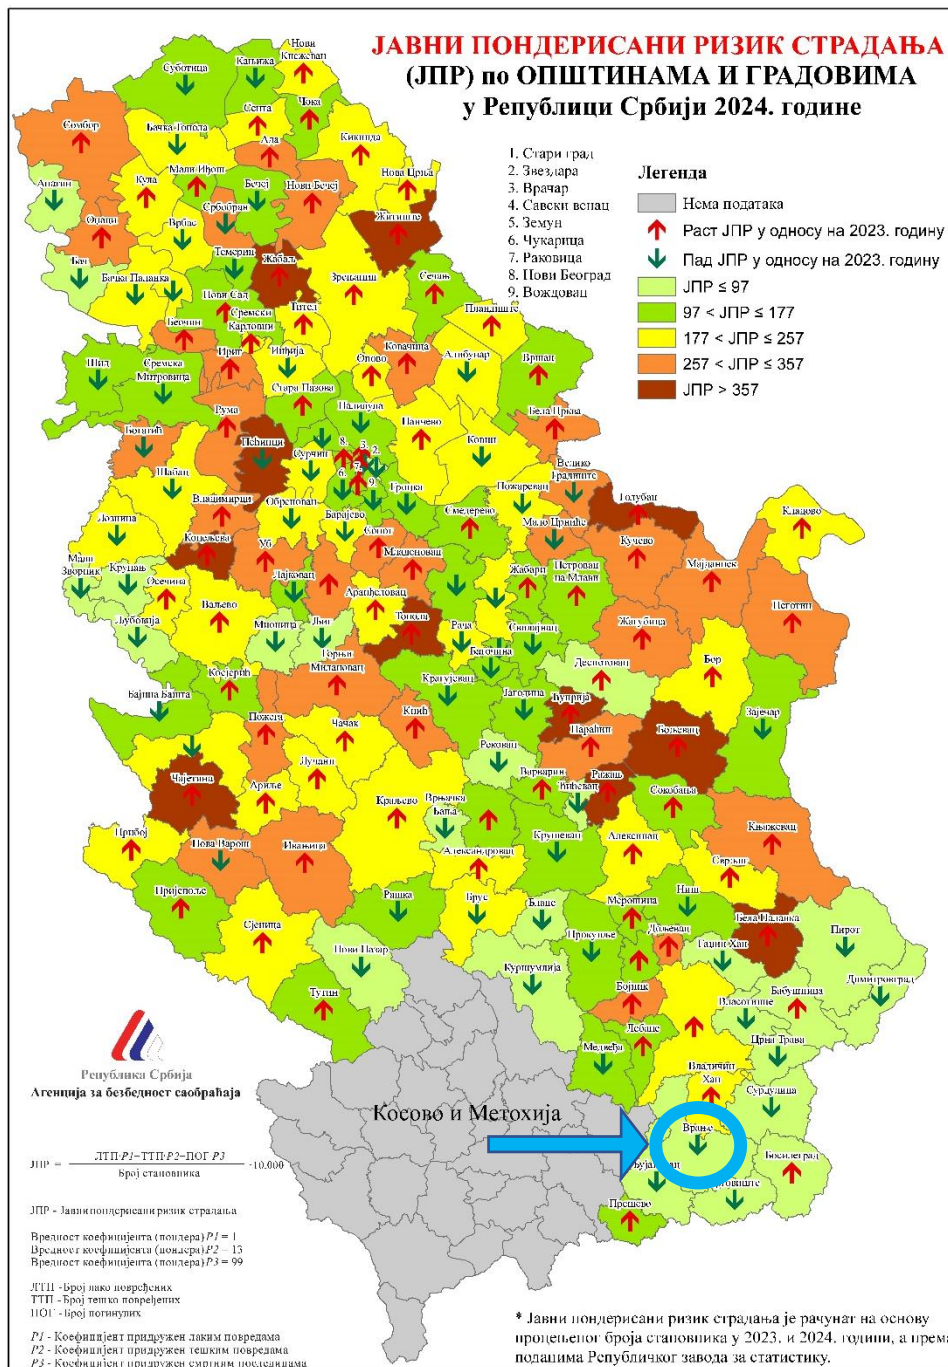 ЈАВНИ ПОНДЕРИСАНИ РИЗИК СТРАДАЊА
(ЈПР) по ОПШТИНАМА И ГРАДОВИМА
у Републици Србији 2024. године
1. Стари град
2. Звездара
3. Врачар
4. Савски венац
5. Земун
6. Чукарица
7. Раковица
8. Нови Београд
9. Вождовац
Легенда
Нема података
Раст ЈПР у односу на 2023. годину
Пад ЈПР у односу на 2023. годину
ЈПР ≤ 97
97 < ЈПР ≤ 177
177 < ЈПР ≤ 257
257 < ЈПР ≤ 357
ЈПР > 357
Суботица
Кањижа
Нови
Кнежевац
Сомбор
Сента
Чока
Бачка Топола
Ада
Кикинда
Апатин
Кула
Мали Иђош
Бечеј
Нови Бечеј
Нова Црња
Оџаци
Врбас
Србобран
Житиште
Бач
Бачка Паланка
Темерин
Жабаљ
Зрењанин
Сечањ
Нови Сад
Сремски
Карловци
Тител
Пландиште
Беочин
Ириг
Инђија
Опово
Ковачица
Алибунар
Вршац
Шид
Сремска
Митровица
Стара Пазова
Палилула
Рума
Панчево
Бела Црква
Богатић
Пећинци
Сурчин
8.
3.
2.
7.
6.
9.
Ковин
Велико
Градиште
Шабац
Гроцка
Пожаревац
Голубац
Владимирци
Обреновац
Барајево
Смедерево
Мало Црниће
Кладово
Лозница
Коцељева
Уб
Сопот
Младеновац
Кучево
Мајданпек
Мали
Зворник
Крупањ
Осечина
Лајковац
Аранђеловац
Жабари
Петровац
на Млави
Неготин
Љубовија
Ваљево
Мионица
Љиг
Топола
Рача
Свилајнац
Жагубица
Горњи
Милановац
Баточина
Деспотовац
Бор
Бајина Башта
Косјерић
Крагујевац
Јагодина
Ћуприја
Зајечар
Пожега
Чачак
Кнић
Параћин
Бољевац
Чајетина
Ариље
Лучани
Рековац
Варварин
Ражањ
Краљево
Врњачка
Бања
Ћићевац
Сокобања
Прибој
Нова Варош
Ивањица
Александровац
Крушевац
Алексинац
Књажевац
Сврљиг
Пријепоље
Рашка
Брус
Блаце
Мерошина
Ниш
Сјеница
Прокупље
Дољевац
Бела Паланка
Нови Пазар
Гаџин Хан
Пирот
Тутин
Куршумлија
Бојник
Власотинце
Бабушница
Димитровград
Медвеђа
Лебане
Црни Трава
Владичин
Хан
Сурдулица
Косово и Метохија
Врање
Босилеград
Прешево
Република Србија
Агенција за безбедност саобраћаја
ЈПР = ЛТП·P1−ТТП·P2−ПОГ·P3 / Број становника ·10.000
ЈПР - Јавни пондерисани ризик страдања
Вредност коефицијента (пондера) P1 = 1
Вредност коефицијента (пондера) P2 = 13
Вредност коефицијента (пондера) P3 = 99
ЛТП - Број лако повређених
ТТП - Број тешко повређених
ПОГ - Број погинулих
P1 - Коефицијент придружен лаким повредама
P2 - Коефицијент придружен тешким повредама
P3 - Коефицијент придружен смртним последицама
* Јавни пондерисани ризик страдања је рачунат на основу
процењеног броја становника у 2023. и 2024. години, а према
подацима Републичког завода за статистику.